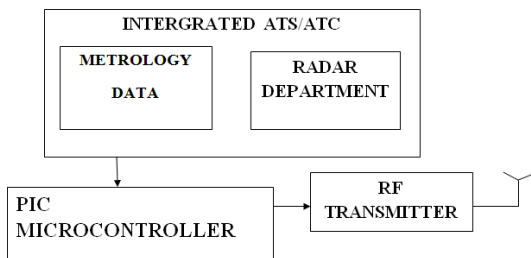 INTERGRATED ATS/ATC
METROLOGY
DATA
RADAR
DEPARTMENT
PIC
MICROCONTROLLER
RF
TRANSMITTER